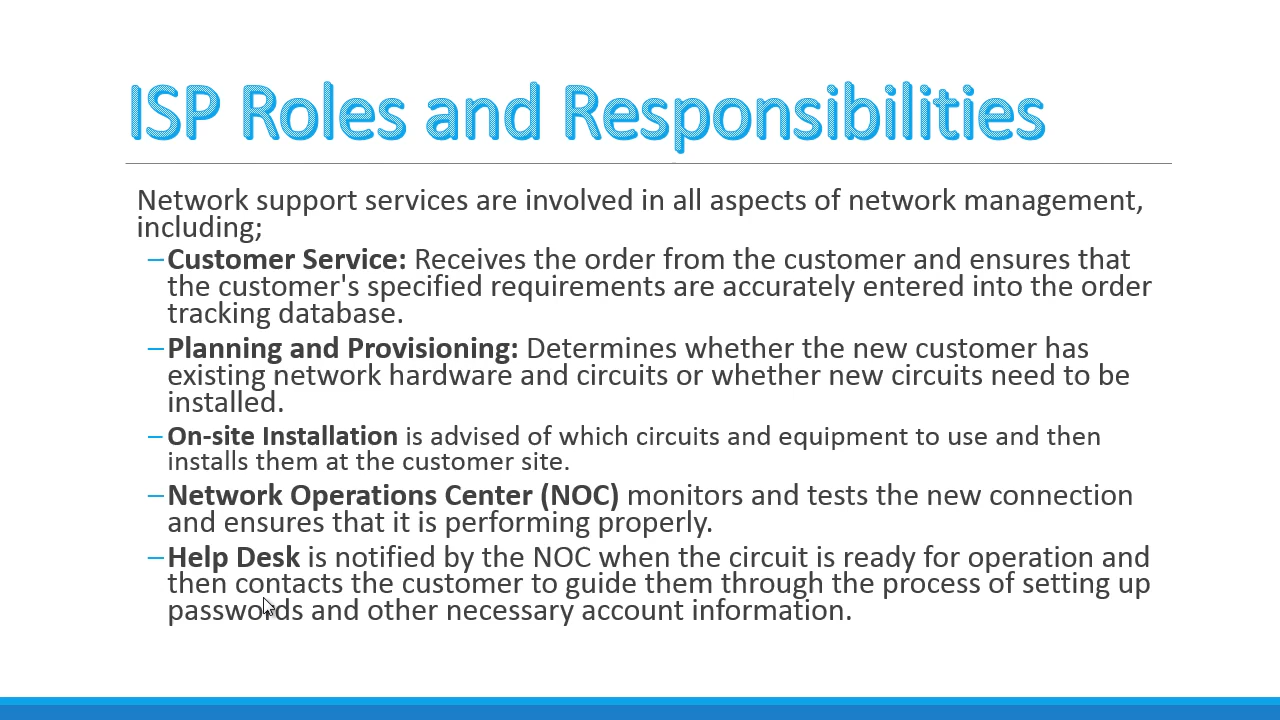 ISP Roles and Responsibilities
Network support services are involved in all aspects of network management,
including;
–Customer Service: Receives the order from the customer and ensures that
the customer's specified requirements are accurately entered into the order
tracking database.
–Planning and Provisioning: Determines whether the new customer has
existing network hardware and circuits or whether new circuits need to be
installed.
–On-site Installation is advised of which circuits and equipment to use and then
installs them at the customer site.
–Network Operations Center (NOC) monitors and tests the new connection
and ensures that it is performing properly.
–Help Desk is notified by the NOC when the circuit is ready for operation and
then contacts the customer to guide them through the process of setting up
passwords and other necessary account information.